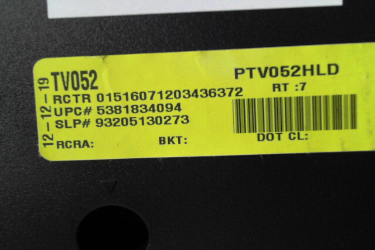 12-12-19
TV052
PTV052HLD
RCTR 01516071203436372
RT :7
UPC# 5381834094
SLP# 93205130273
RCRA: BKT: DOT CL: